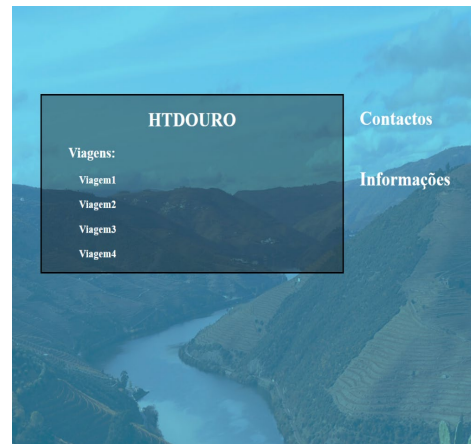 HTDOURO
Viagens:
Viagem1
Viagem2
Viagem3
Viagem4
Contactos
Informações